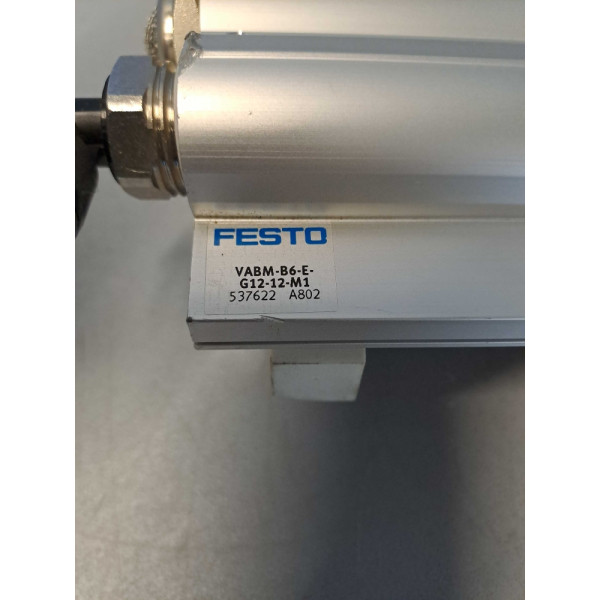 FESTO
VABM-B6-E-
G12-12-M1
537622 A802